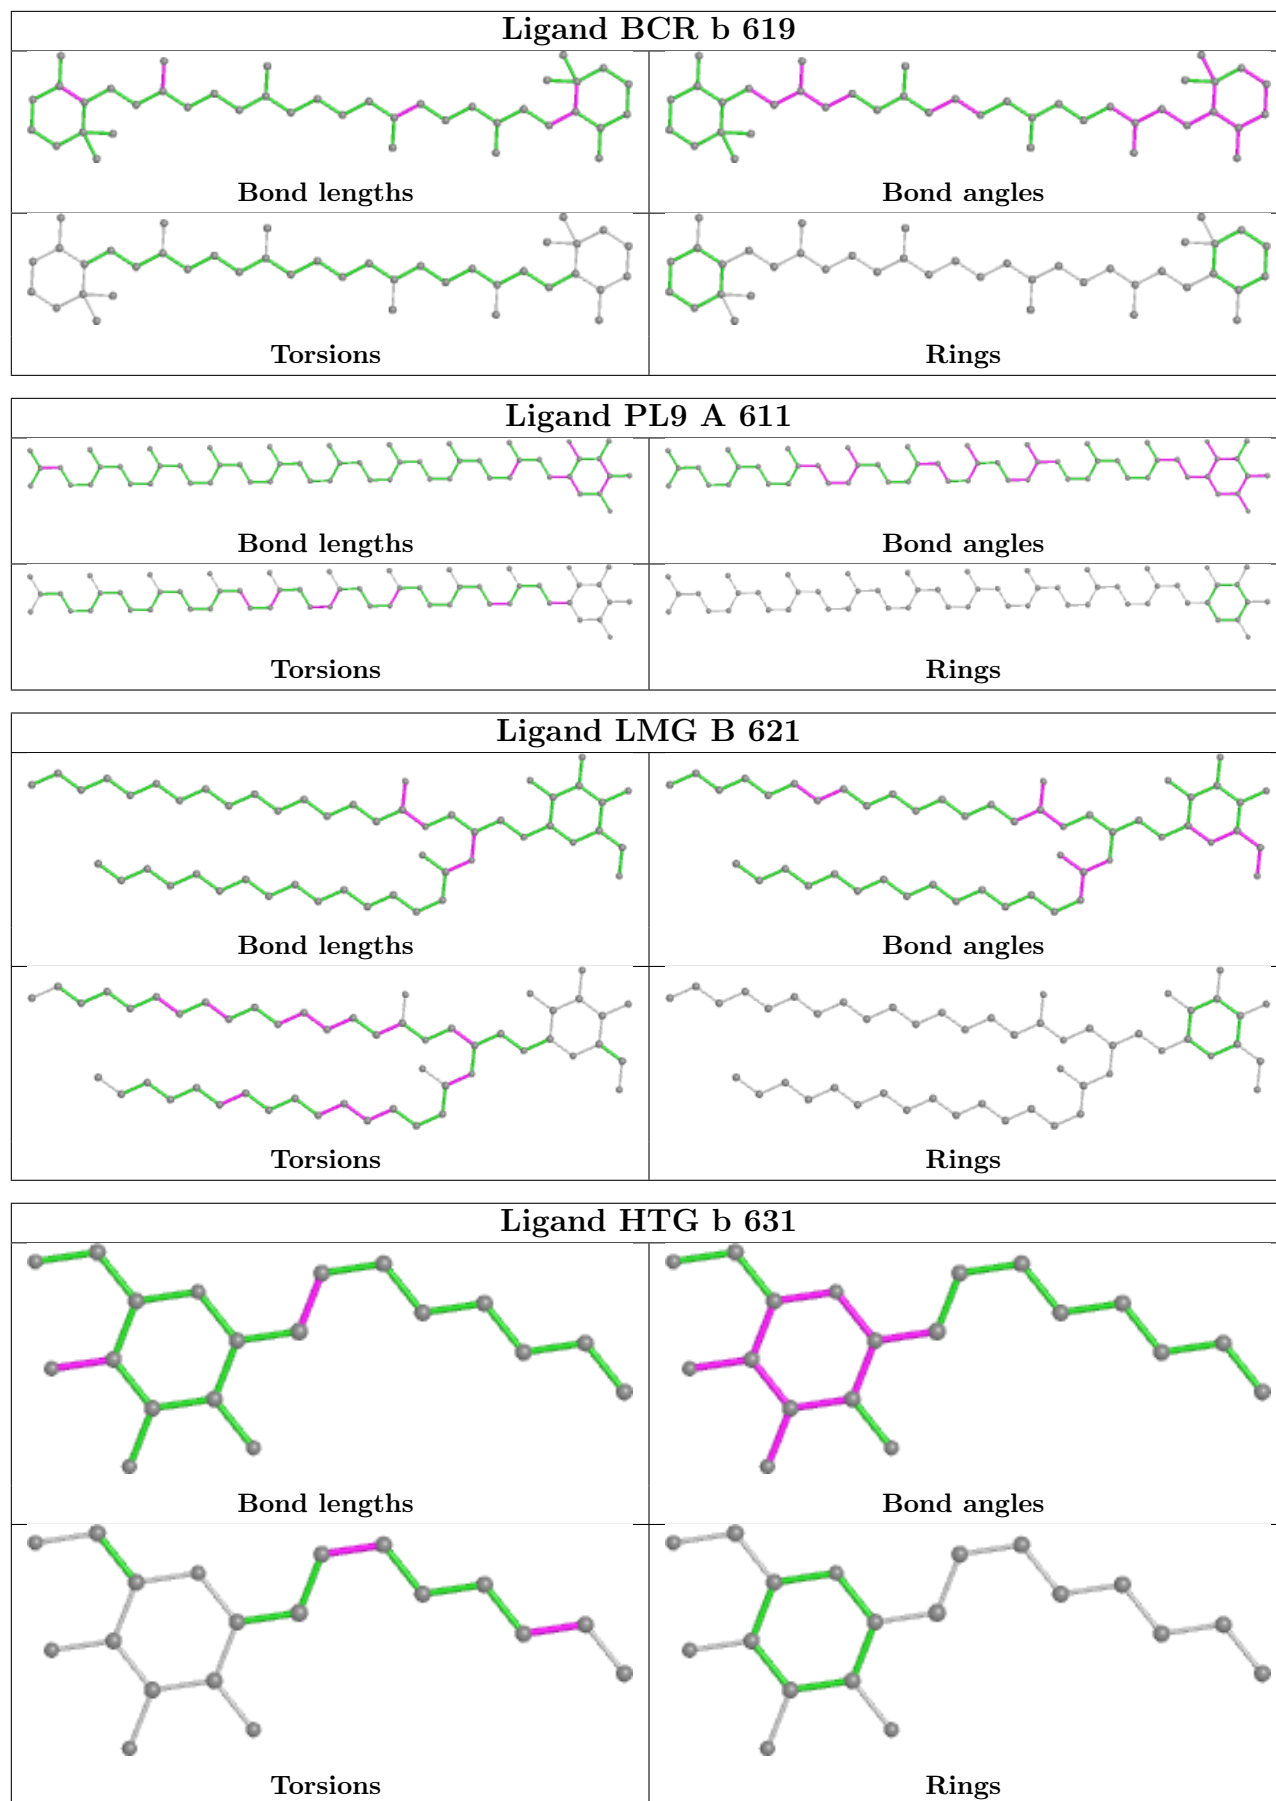 Ligand BCR b 619
Bond lengths
Bond angles
Torsions
Rings
Ligand PL9 A 611
Bond lengths
Bond angles
Torsions
Rings
Ligand LMG B 621
Bond lengths
Bond angles
Torsions
Rings
Ligand HTG b 631
Bond lengths
Bond angles
Torsions
Rings